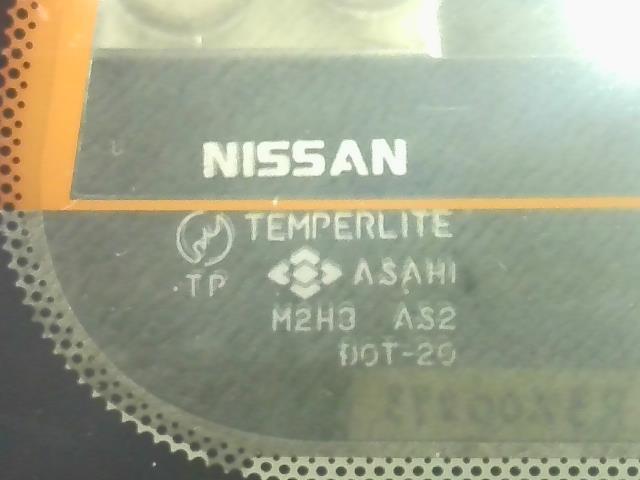 NISSAN
TEMPERLITE
TP ASAHI
M2H3 AS2
DOT-20